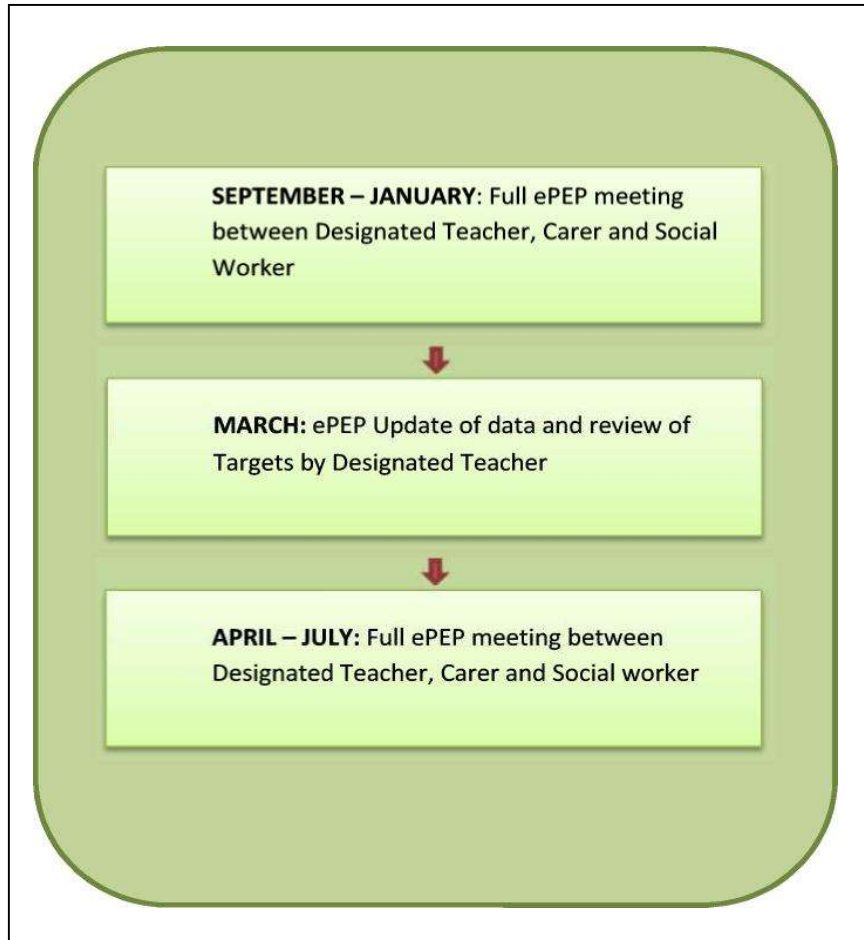 SEPTEMBER – JANUARY: Full ePEP meeting
between Designated Teacher, Carer and Social
Worker
MARCH: ePEP Update of data and review of
Targets by Designated Teacher
APRIL – JULY: Full ePEP meeting between
Designated Teacher, Carer and Social worker